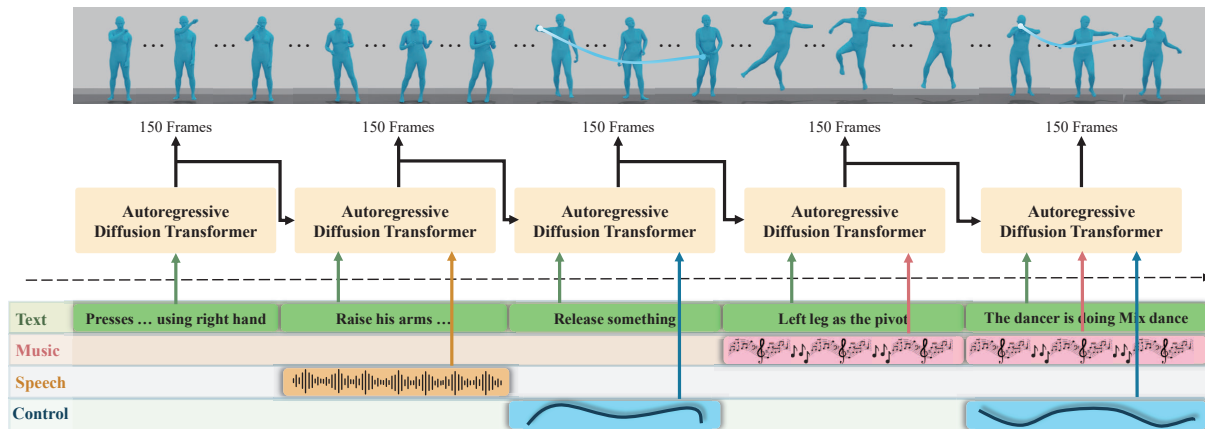 150 Frames 150 Frames 150 Frames 150 Frames 150 Frames
Autoregressive Diffusion Transformer
Autoregressive Diffusion Transformer
Autoregressive Diffusion Transformer
Autoregressive Diffusion Transformer
Autoregressive Diffusion Transformer
Text Presses ... using right hand Raise his arms ... Release something Left leg as the pivot The dancer is doing Mix dance
Music
Speech
Control